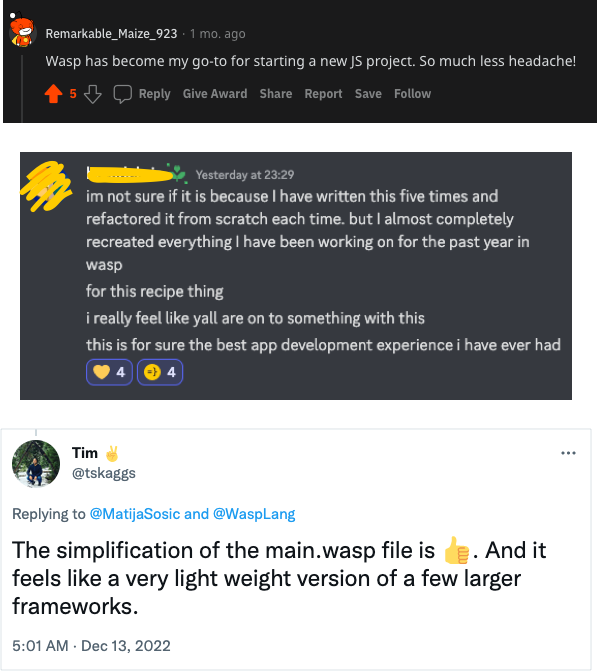 Remarkable_Maize_923 · 1 mo. ago
Wasp has become my go-to for starting a new JS project. So much less headache!
5 Reply Give Award Share Report Save Follow
Yesterday at 23:29
im not sure if it is because I have written this five times and
refactored it from scratch each time. but I almost completely
recreated everything I have been working on for the past year in
wasp
for this recipe thing
i really feel like yall are on to something with this
this is for sure the best app development experience i have ever had
💛 4 4
Tim ✌️
@tskaggs
Replying to @MatijaSosic and @WaspLang
The simplification of the main.wasp file is 👍. And it
feels like a very light weight version of a few larger
frameworks.
5:01 AM · Dec 13, 2022